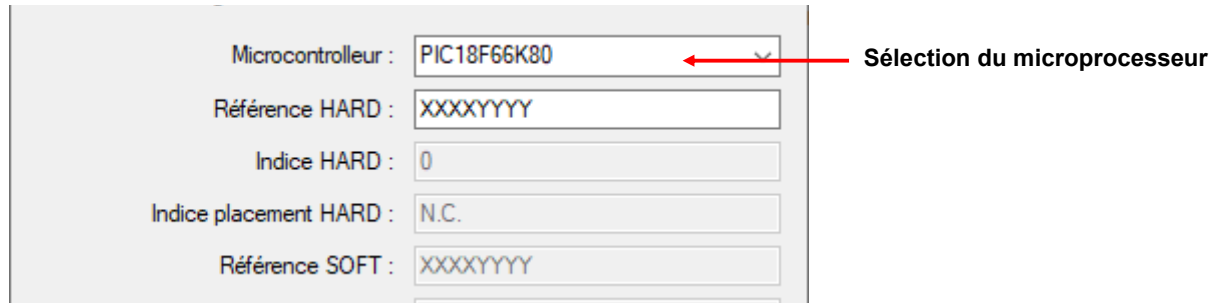 Microcontrolleur : PIC18F66K80 Sélection du microprocesseur
Référence HARD : XXXXYYYY
Indice HARD : 0
Indice placement HARD : N.C.
Référence SOFT : XXXXYYYY